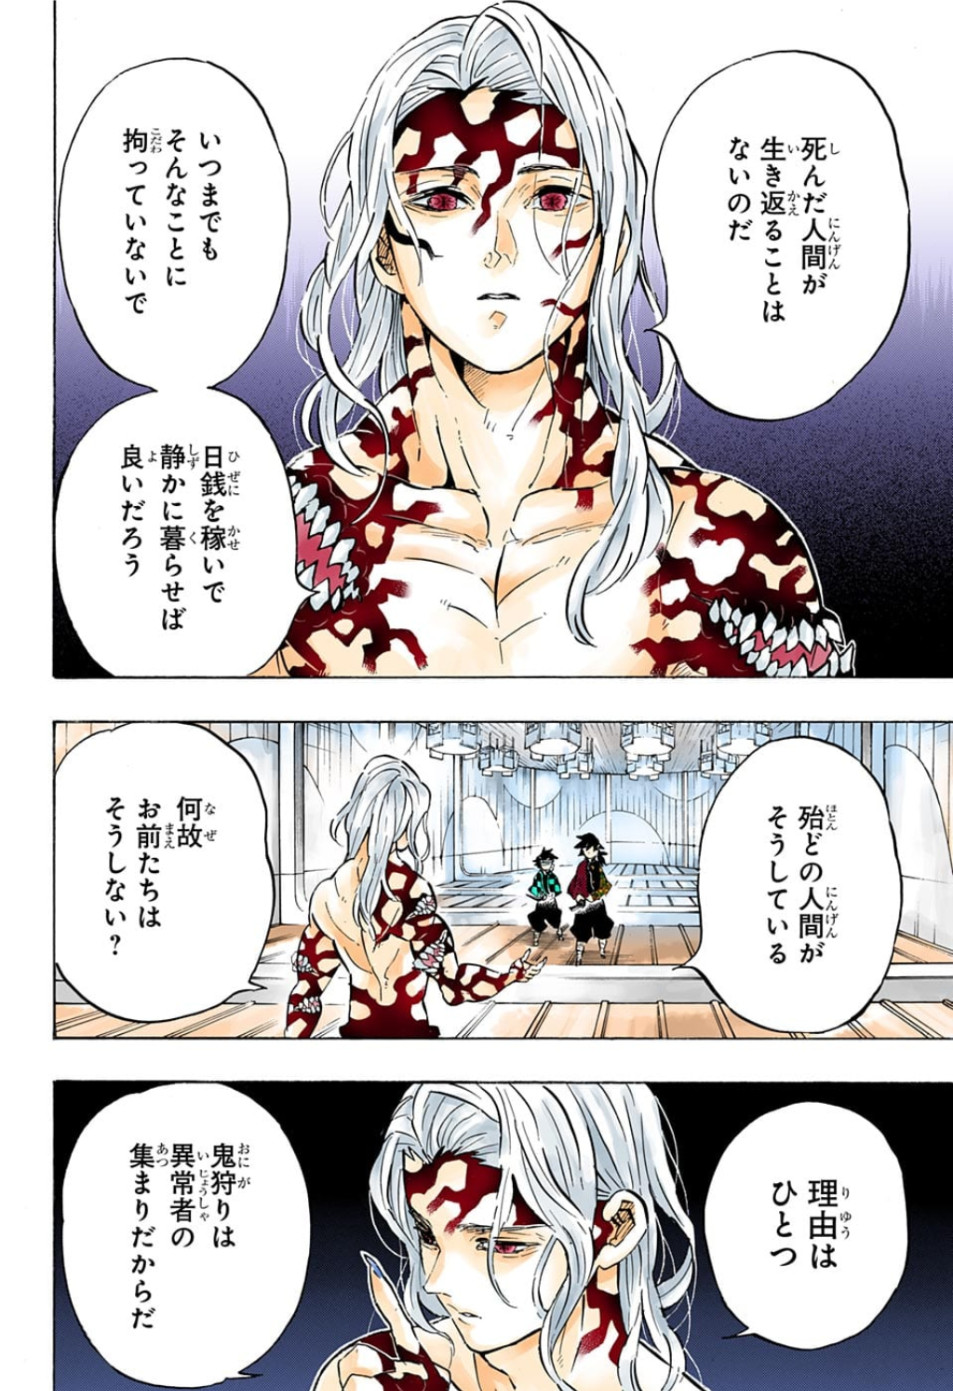 死んだ人間が
生き返ることは
ないのだ
いつまでも
そんなことに
拘っていないで
日銭を稼いで
静かに暮らせば
良いだろう
殆どの人間が
そうしている
何故
お前たちは
そうしない?
理由は
ひとつ
鬼狩りは
異常者の
集まりだからだ